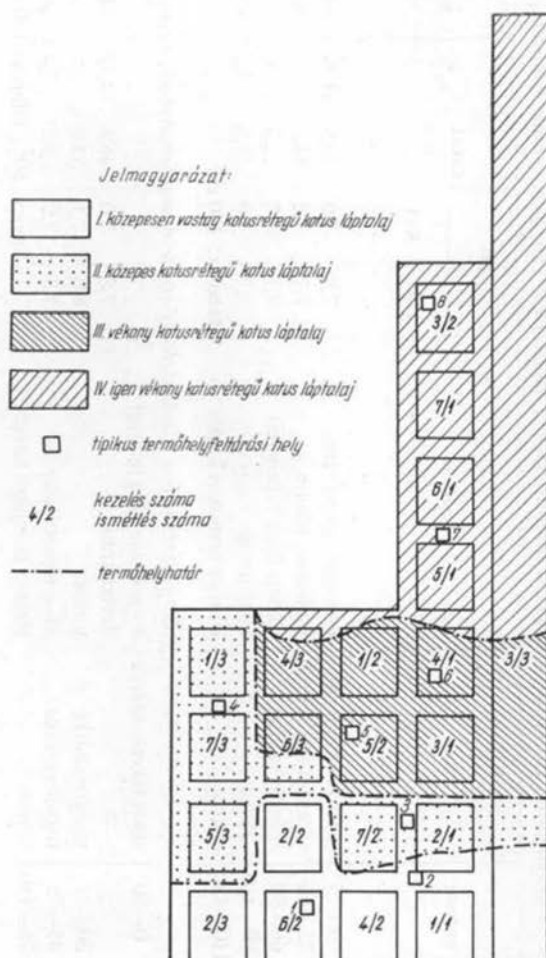 Jelmagyarázat:
I. közepesen vastag kotusrétegű kotus láptalaj
II. közepes kotusrétegű kotus láptalaj
III. vékony kotusrétegű kotus láptalaj
IV. igen vékony kotusrétegű kotus láptalaj
tipikus termőhelyfeltárási hely
4/2 kezelés száma
ismétlés száma
termőhelyhatár
8
3/2
7/1
6/1
7
5/1
1/3 4/3 1/2 4/1 3/3
6
4
5
7/3 6/3 5/2 3/1
3
5/3 2/2 7/2 2/1
2
1
2/3 6/2 4/2 1/1